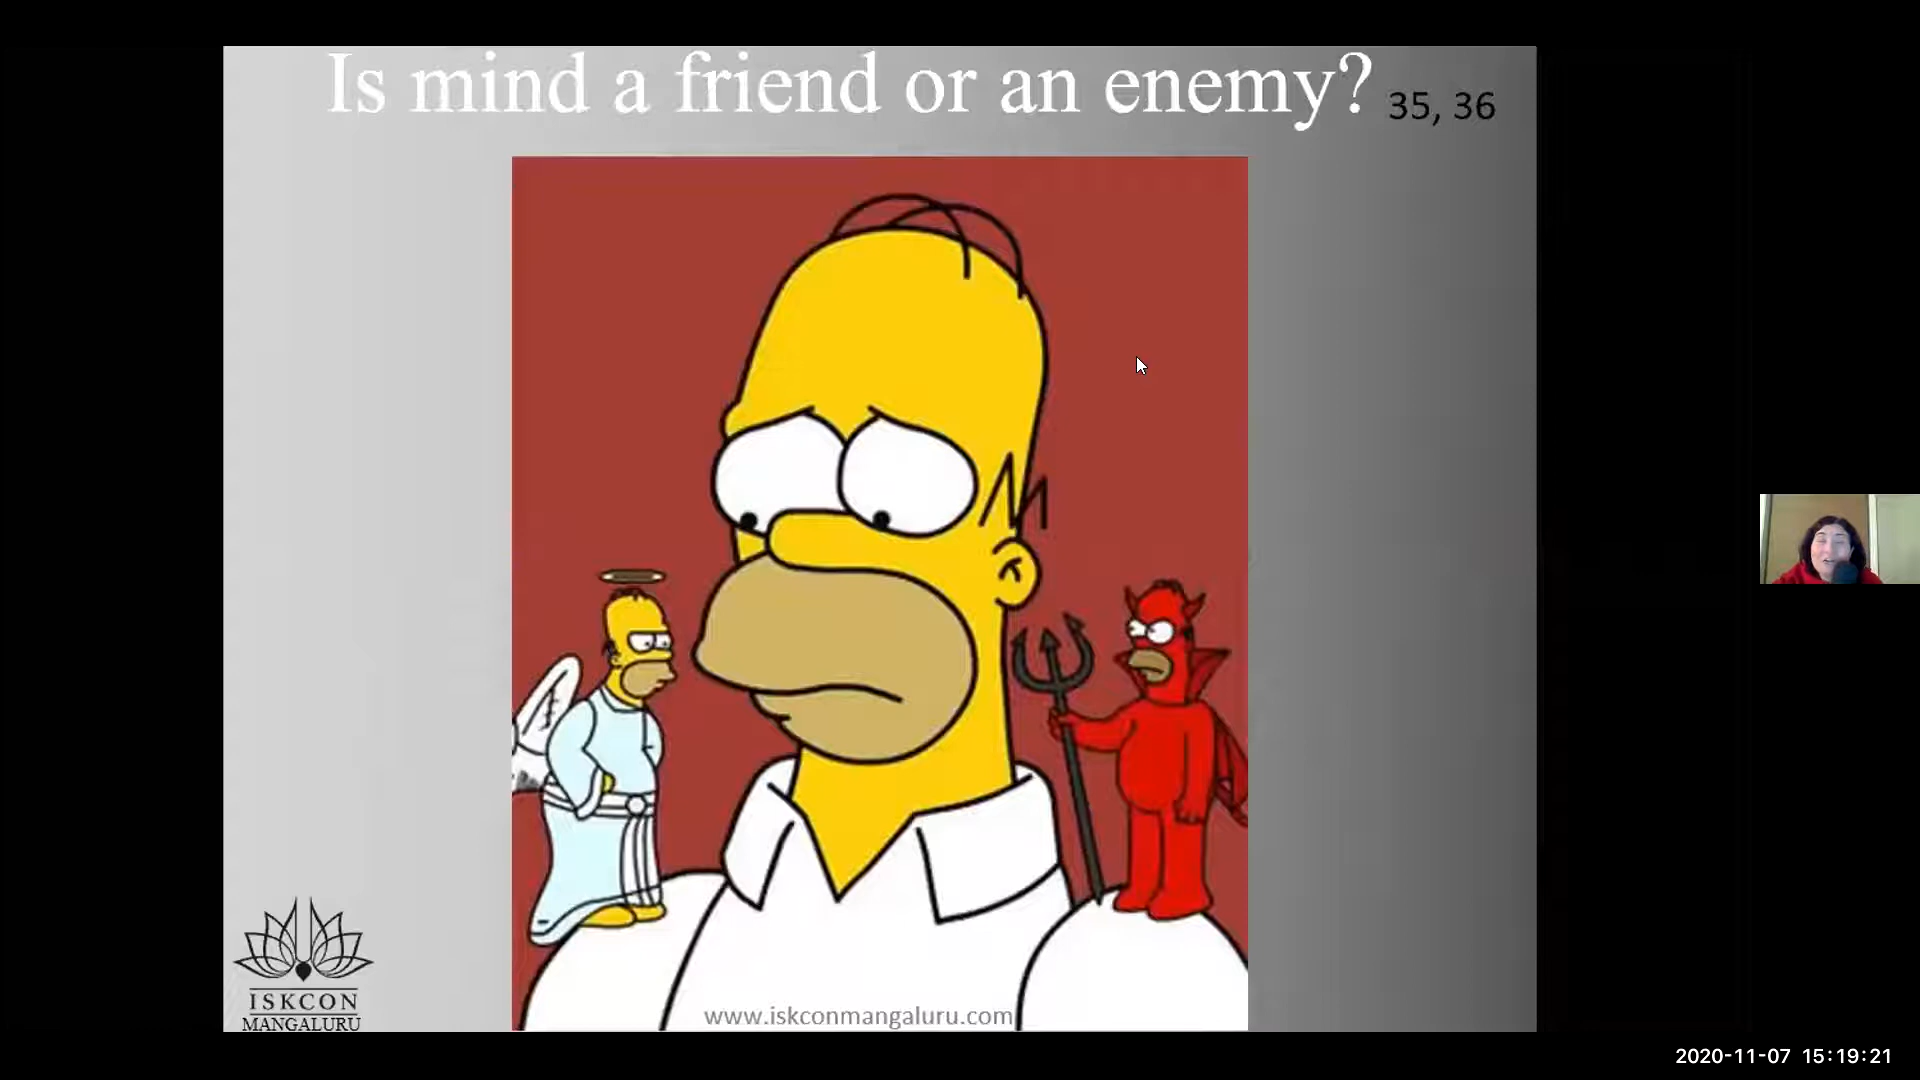 Is mind a friend or an enemy? 35, 36
www.iskconmangaluru.com
ISKCON
MANGALURU
2020-11-07 15:19:21